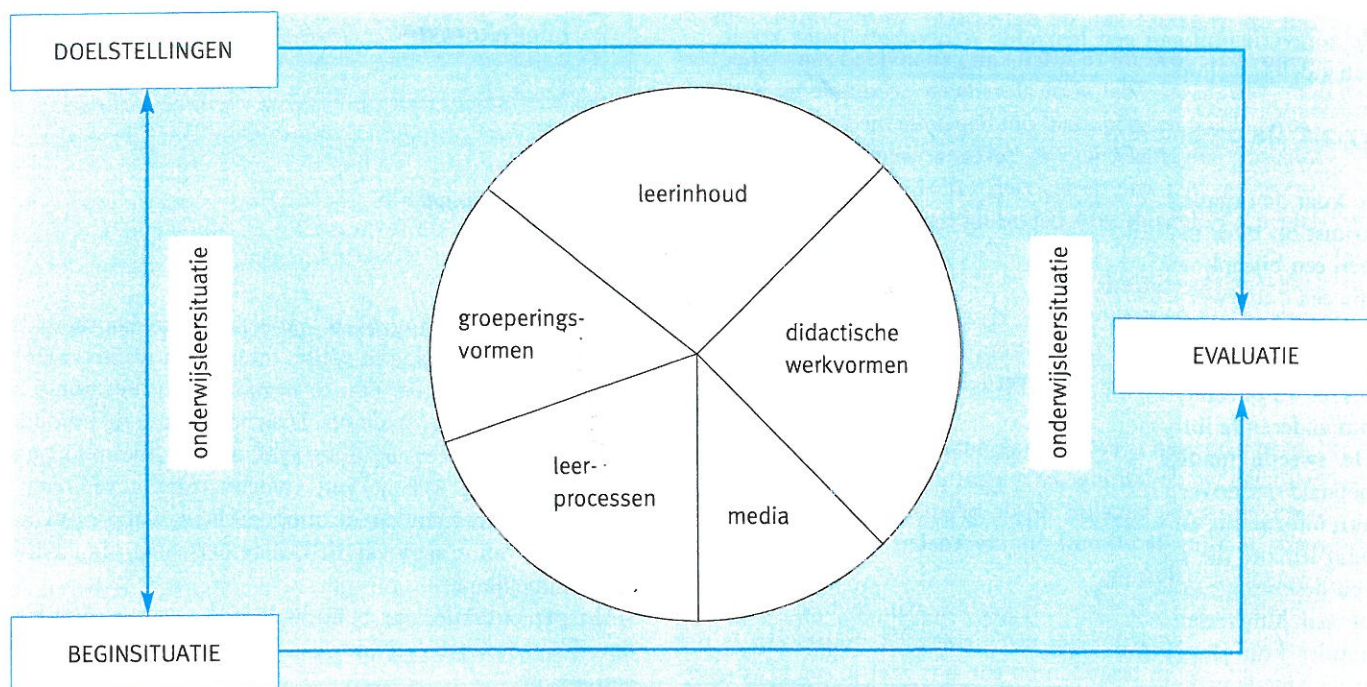 DOELSTELLINGEN
leerinhoud
onderwijsleersituatie
onderwijsleersituatie
groeperings-
vormen
didactische
werkvormen
EVALUATIE
leer-
processen
media
BEGINSITUATIE